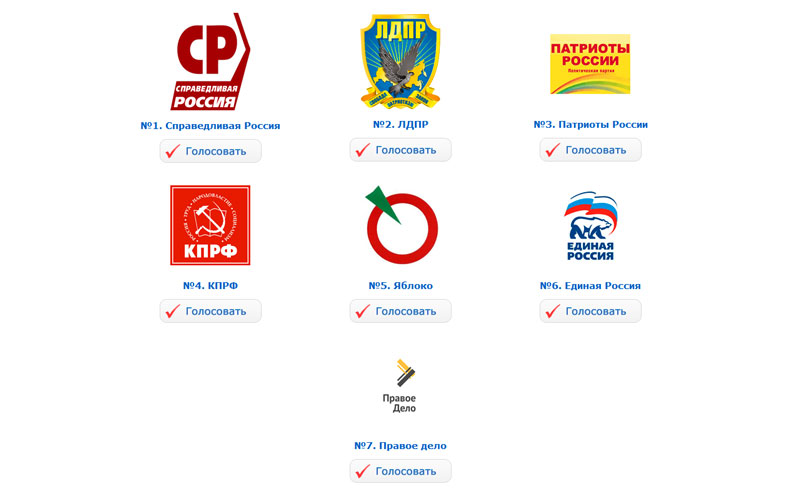 СР
СПРАВЕДЛИВАЯ
РОССИЯ
№1. Справедливая Россия
Голосовать
ЛДПР
СВОБОДА ПАТРИОТИЗМ ЗАКОН
№2. ЛДПР
Голосовать
ПАТРИОТЫ
РОССИИ
Политическая партия
№3. Патриоты России
Голосовать
РОССИЯ ТРУД НАРОДОВЛАСТИЕ СОЦИАЛИЗМ
КПРФ
№4. КПРФ
Голосовать
№5. Яблоко
Голосовать
ЕДИНАЯ
РОССИЯ
№6. Единая Россия
Голосовать
Правое
Дело
№7. Правое дело
Голосовать